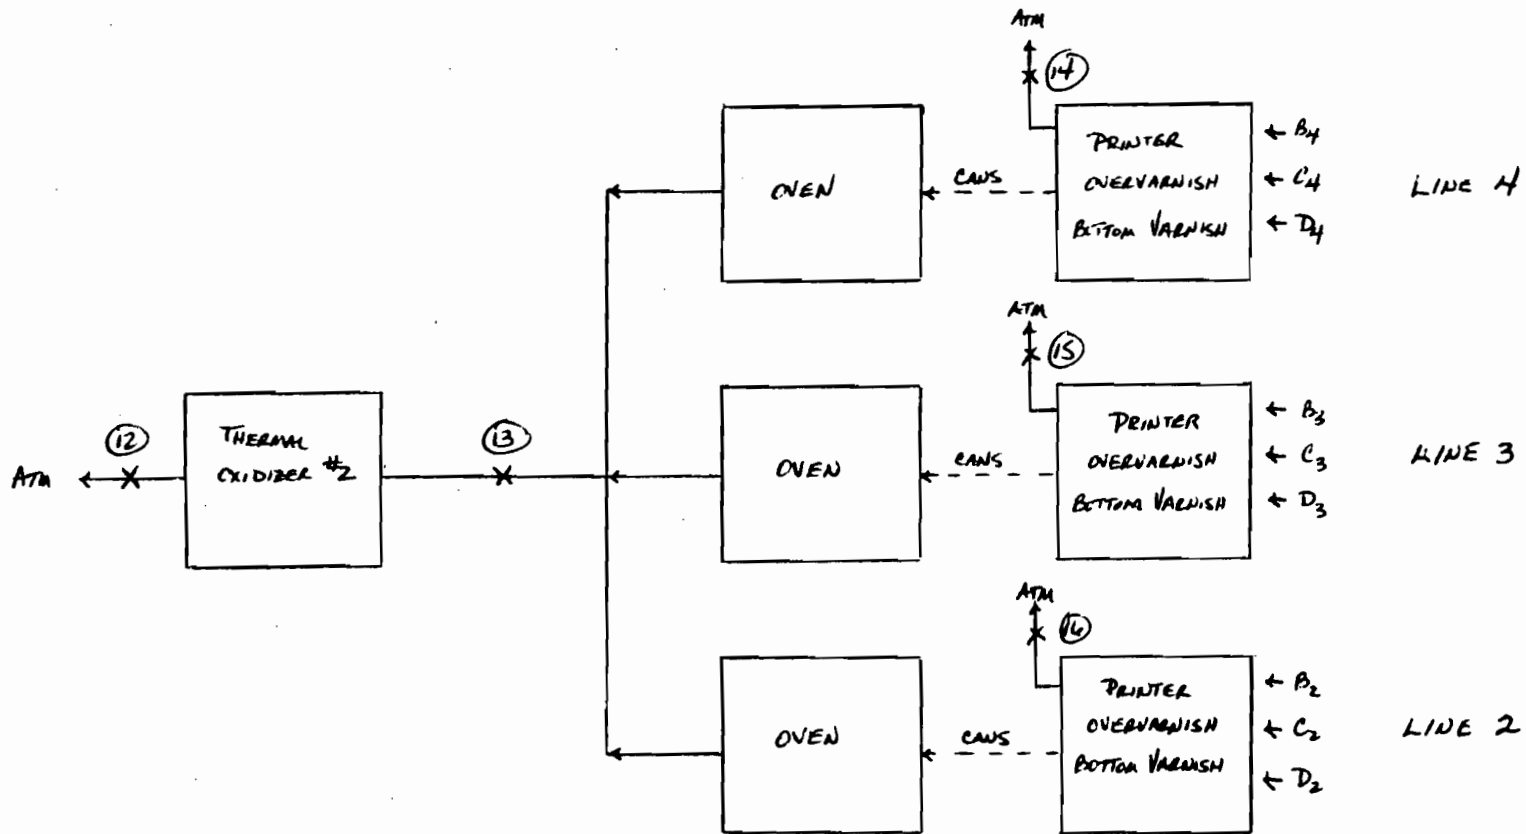 ATM
14
PRINTER
OVERVARNISH
BOTTOM VARNISH
← B4
← C4
← D4
LINE 4
OVEN
CANS
ATM
15
PRINTER
OVERVARNISH
BOTTOM VARNISH
← B3
← C3
← D3
LINE 3
OVEN
CANS
13
THERMAL
OXIDIZER #2
12
ATM
ATM
16
PRINTER
OVERVARNISH
BOTTOM VARNISH
← B2
← C2
← D2
LINE 2
OVEN
CANS